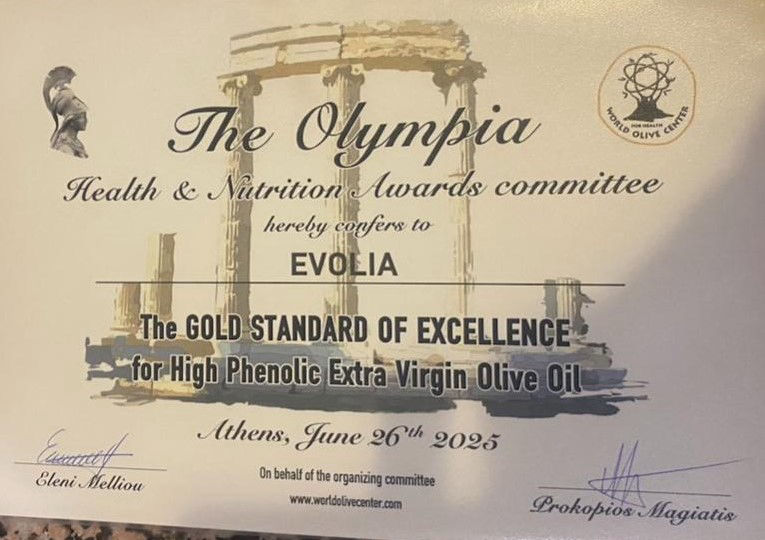 The Olympia
FOR HEALTH
WORLD OLIVE CENTER
Health & Nutrition Awards committee
hereby confers to
EVOLIA
The GOLD STANDARD OF EXCELLENCE
for High Phenolic Extra Virgin Olive Oil
Athens, June 26th 2025
Eleni Melliou
On behalf of the organizing committee
www.worldolivecenter.com
Prokopios Magiatis